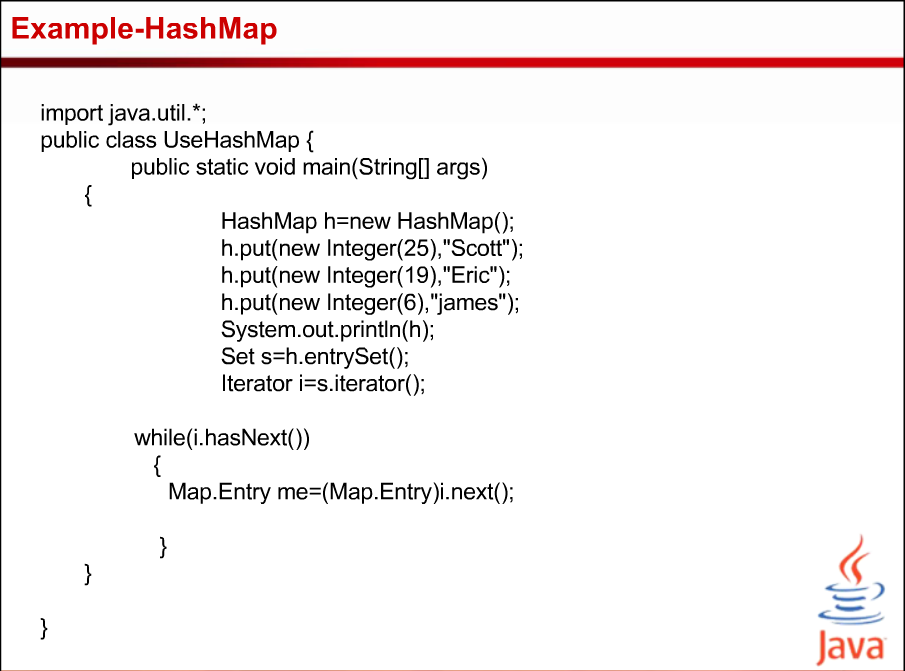 Example-HashMap
import java.util.*;
public class UseHashMap {
public static void main(String[] args)
{
HashMap h=new HashMap();
h.put(new Integer(25),"Scott");
h.put(new Integer(19),"Eric");
h.put(new Integer(6),"james");
System.out.println(h);
Set s=h.entrySet();
Iterator i=s.iterator();
while(i.hasNext())
{
Map.Entry me=(Map.Entry)i.next();
}
}
}
Java